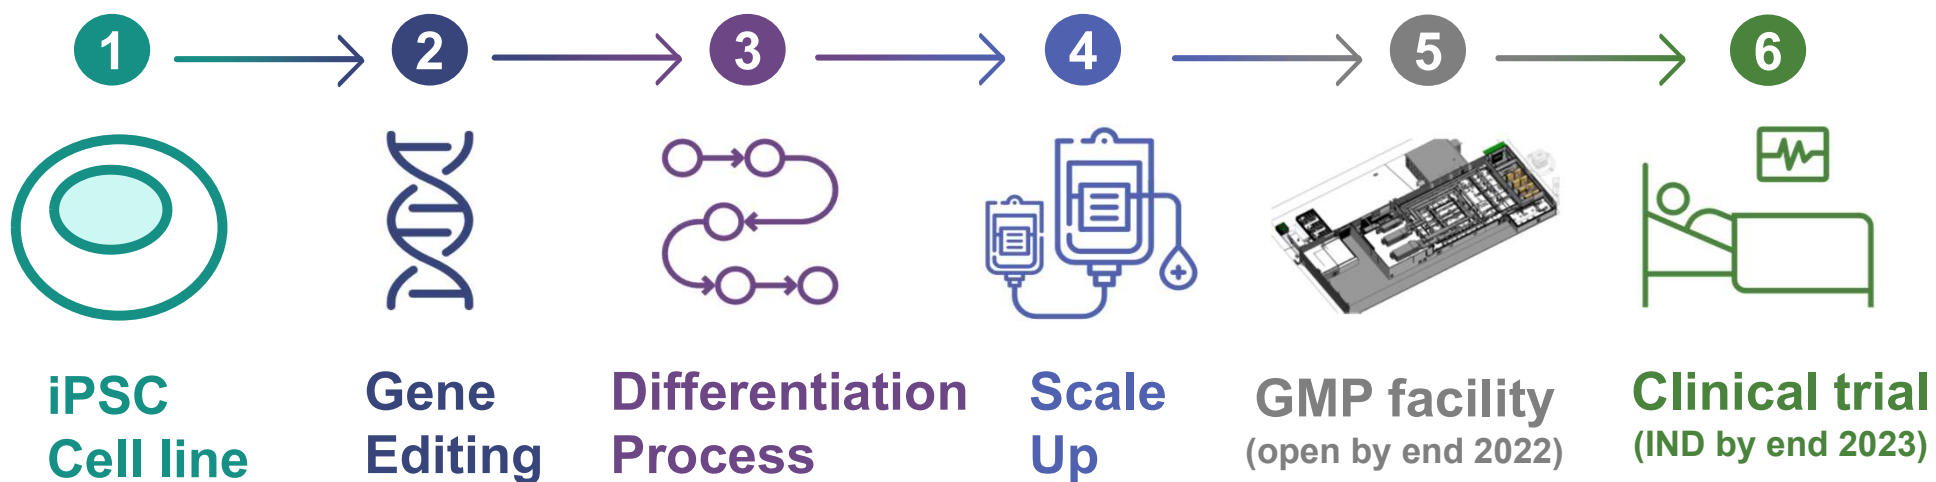 1
2
3
4
5
6
iPSC
Cell line
Gene
Editing
Differentiation
Process
Scale
Up
GMP facility
(open by end 2022)
Clinical trial
(IND by end 2023)